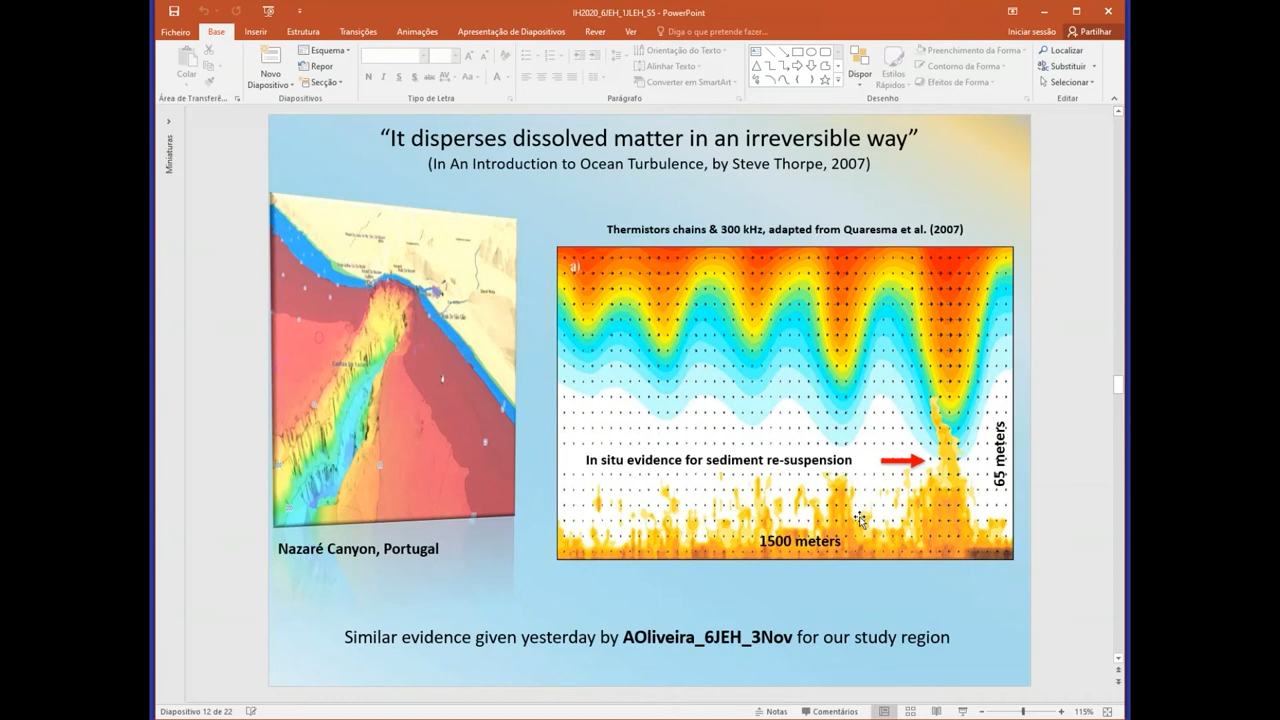 IH2020_6JEH_1JLEH_S5 - PowerPoint
Ficheiro Base Inserir Estrutura Transições Animações Apresentação de Diapositivos Rever Ver Diga o que pretende fazer... Iniciar sessão Partilhar
Colar
Novo
Diapositivo
Esquema
Repor
Secção
N I S S abc AV Aa A
Orientação do Texto
Alinhar Texto
Converter em SmartArt
Dispor
Estilos
Rápidos
Preenchimento da Forma
Contorno da Forma
Efeitos de Forma
Localizar
Substituir
Selecionar
Área de Transferê... Diapositivos Tipo de Letra Parágrafo Desenho Editar
Miniaturas
“It disperses dissolved matter in an irreversible way”
(In An Introduction to Ocean Turbulence, by Steve Thorpe, 2007)
Thermistors chains & 300 kHz, adapted from Quaresma et al. (2007)
a)
In situ evidence for sediment re-suspension
65 meters
1500 meters
Nazaré Canyon, Portugal
Similar evidence given yesterday by AOliveira_6JEH_3Nov for our study region
Diapositivo 12 de 22 Notas Comentários 115%